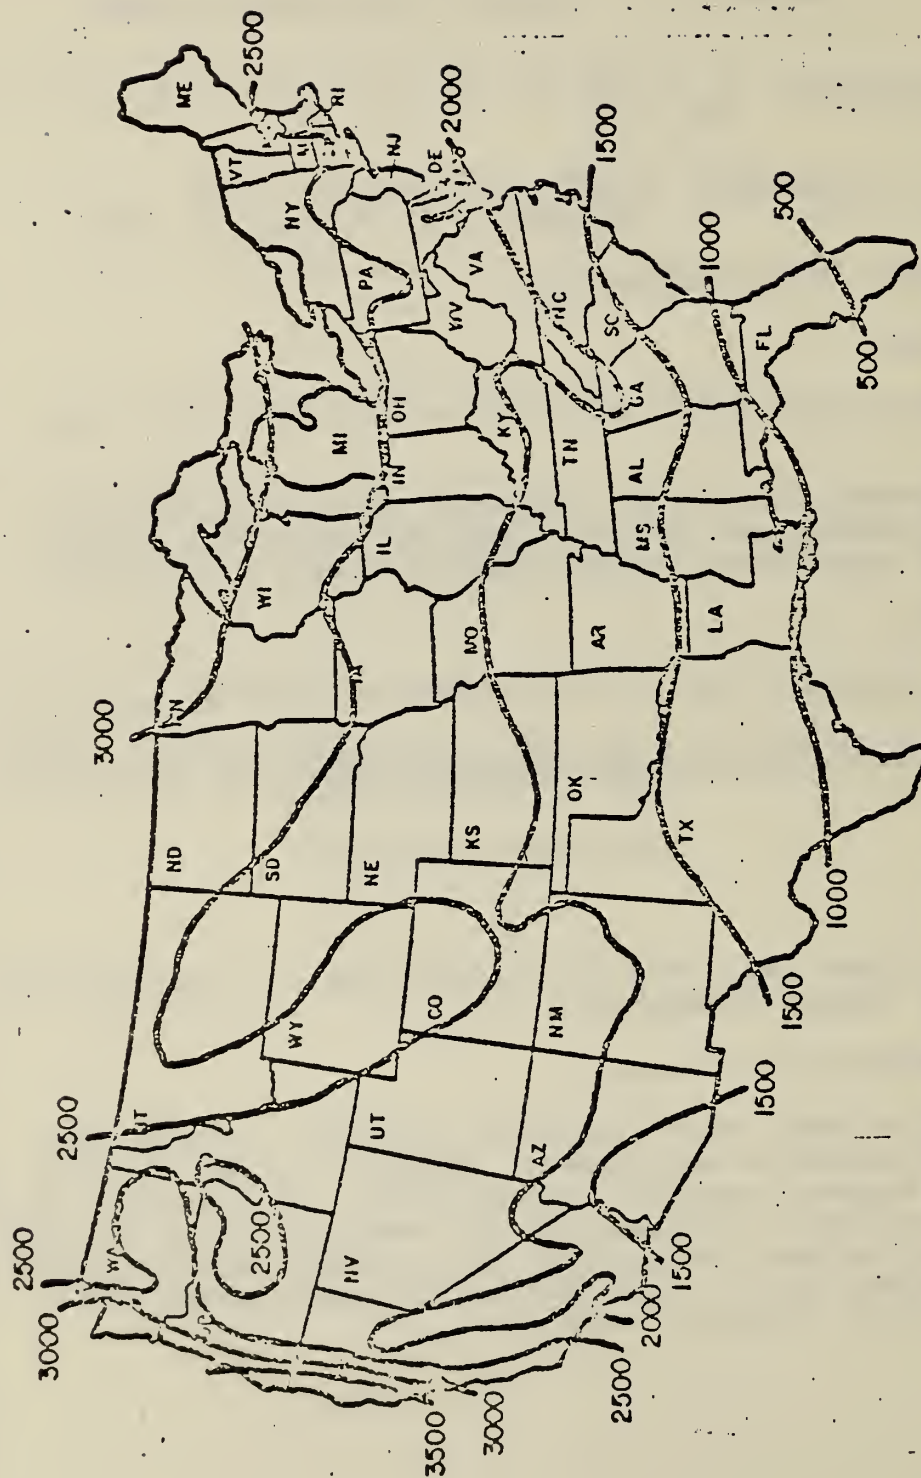 3000
2500
2500
3000
2500
WA
ND
WI
MI
VT
ME
NY
RI
2500
SD
WY
NE
IL
IN
OH
PA
NJ
DE
2000
NV
UT
CO
KS
MO
KY
WV
VA
3500
3000
AZ
NM
OK
AR
TN
NC
SC
1500
2500
2000
1500
1500
1500
TX
LA
MS
AL
GA
1000
1000
FL
500
500